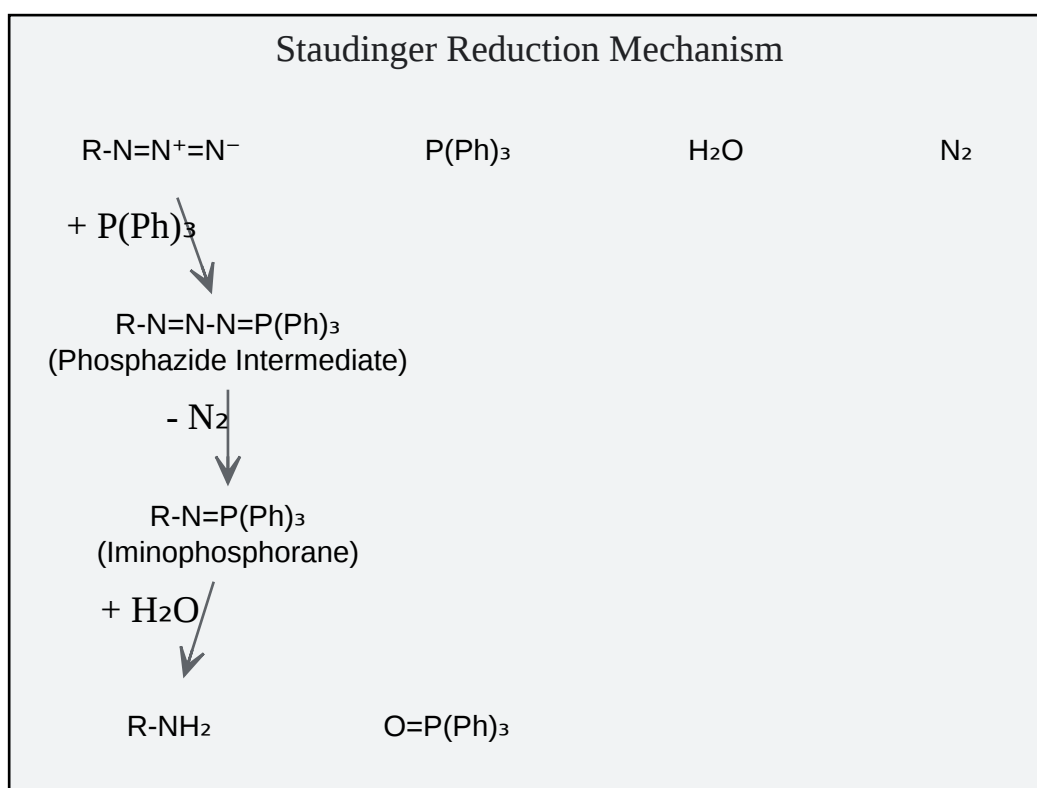 Staudinger Reduction Mechanism
R-N=N⁺=N⁻ P(Ph)₃ H₂O N₂
+ P(Ph)₃
R-N=N-N=P(Ph)₃
(Phosphazide Intermediate)
- N₂
R-N=P(Ph)₃
(Iminophosphorane)
+ H₂O
R-NH₂ O=P(Ph)₃